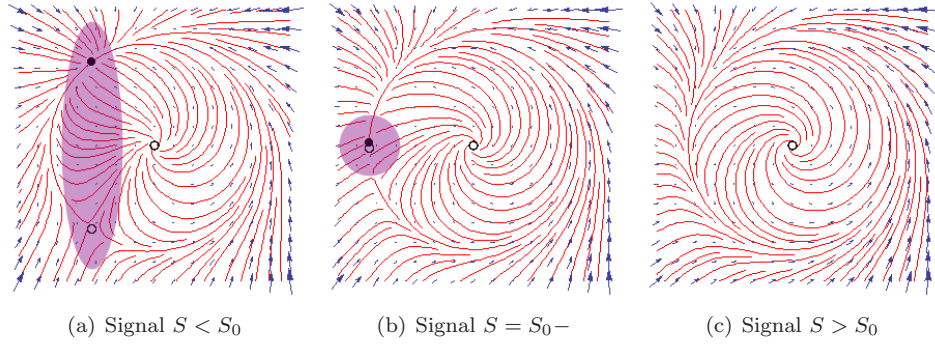 (a) Signal S < S₀
(b) Signal S = S₀−
(c) Signal S > S₀